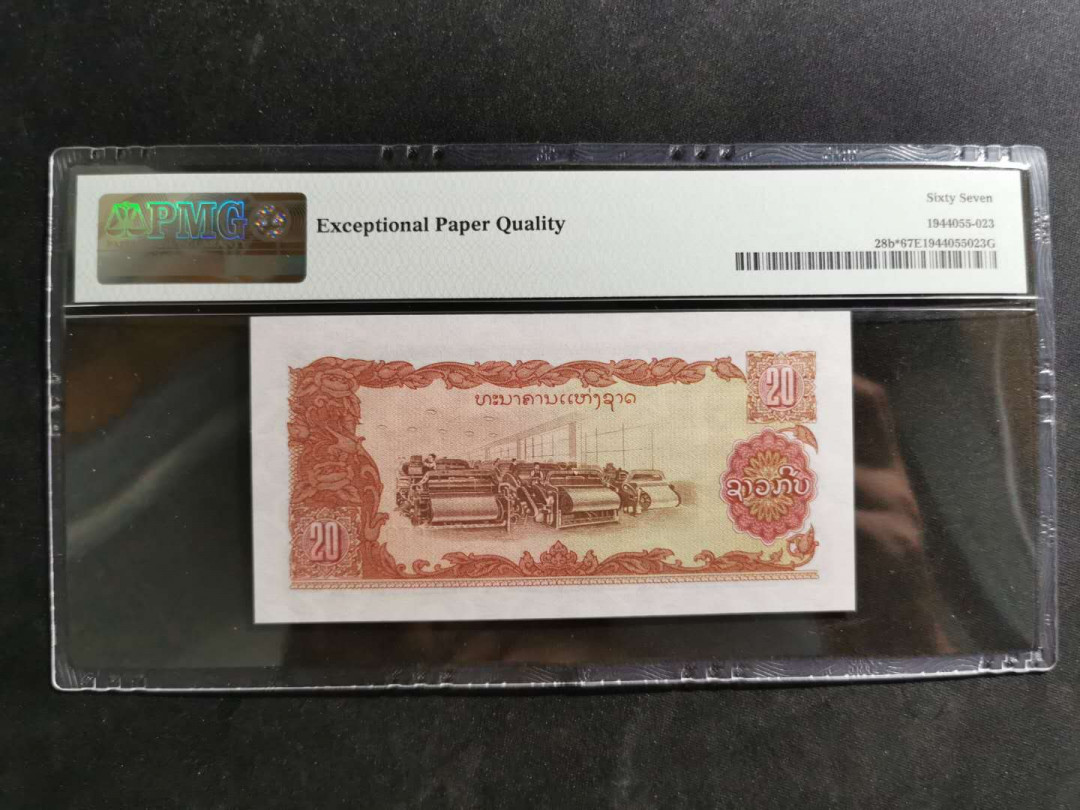 PMG
Exceptional Paper Quality
Sixty Seven
1944055-023
28b*67E1944055023G
ທະນາຄານແຫ່ງຊາດ
20
ຊາວກີບ
20